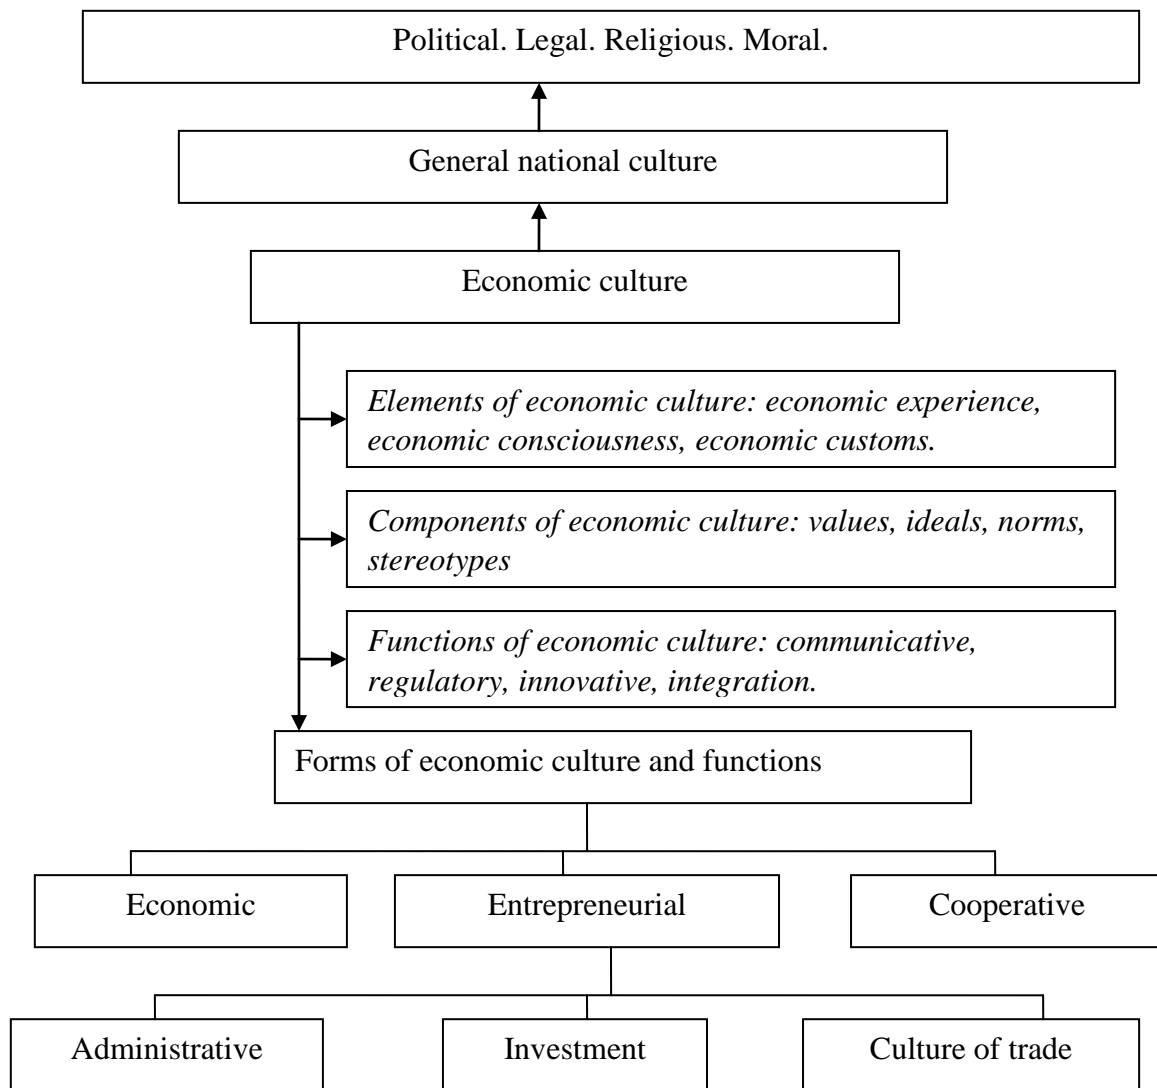 Political. Legal. Religious. Moral.
General national culture
Economic culture
Elements of economic culture: economic experience,
economic consciousness, economic customs.
Components of economic culture: values, ideals, norms,
stereotypes
Functions of economic culture: communicative,
regulatory, innovative, integration.
Forms of economic culture and functions
Economic
Entrepreneurial
Cooperative
Administrative
Investment
Culture of trade